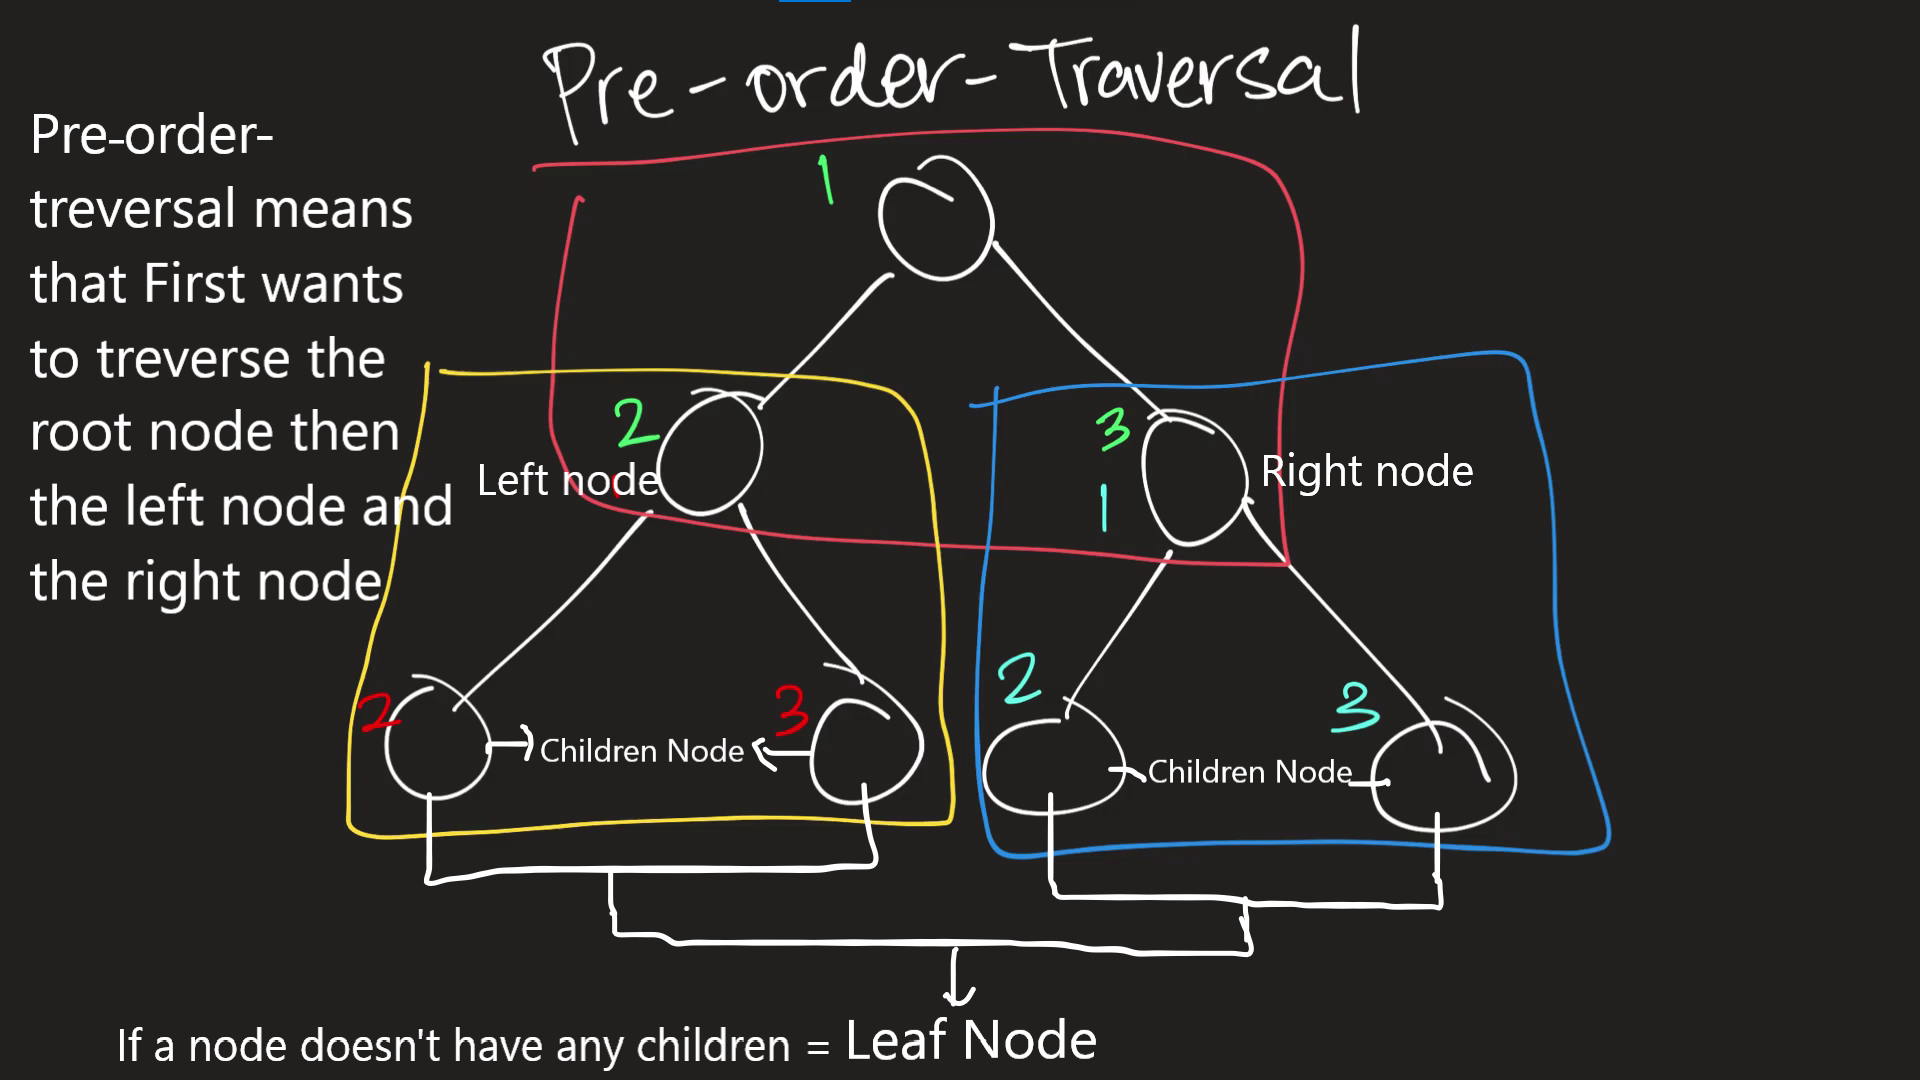 Pre-order-Traversal
Pre-order-
treversal means
that First wants
to treverse the
root node then
the left node and
the right node
1
2
3
Left node
1
Right node
2
3
2
3
Children Node
Children Node
If a node doesn't have any children = Leaf Node